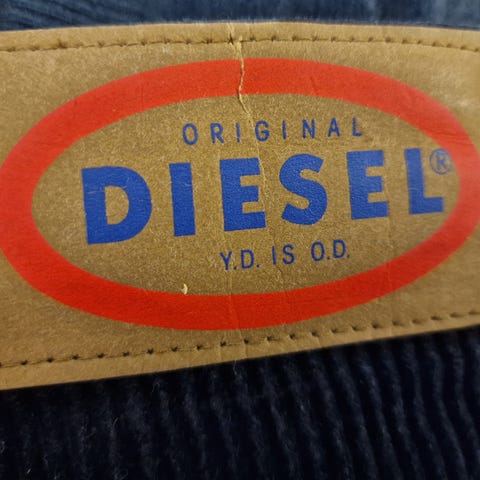 ORIGINAL
DIESEL®
Y.D. IS O.D.